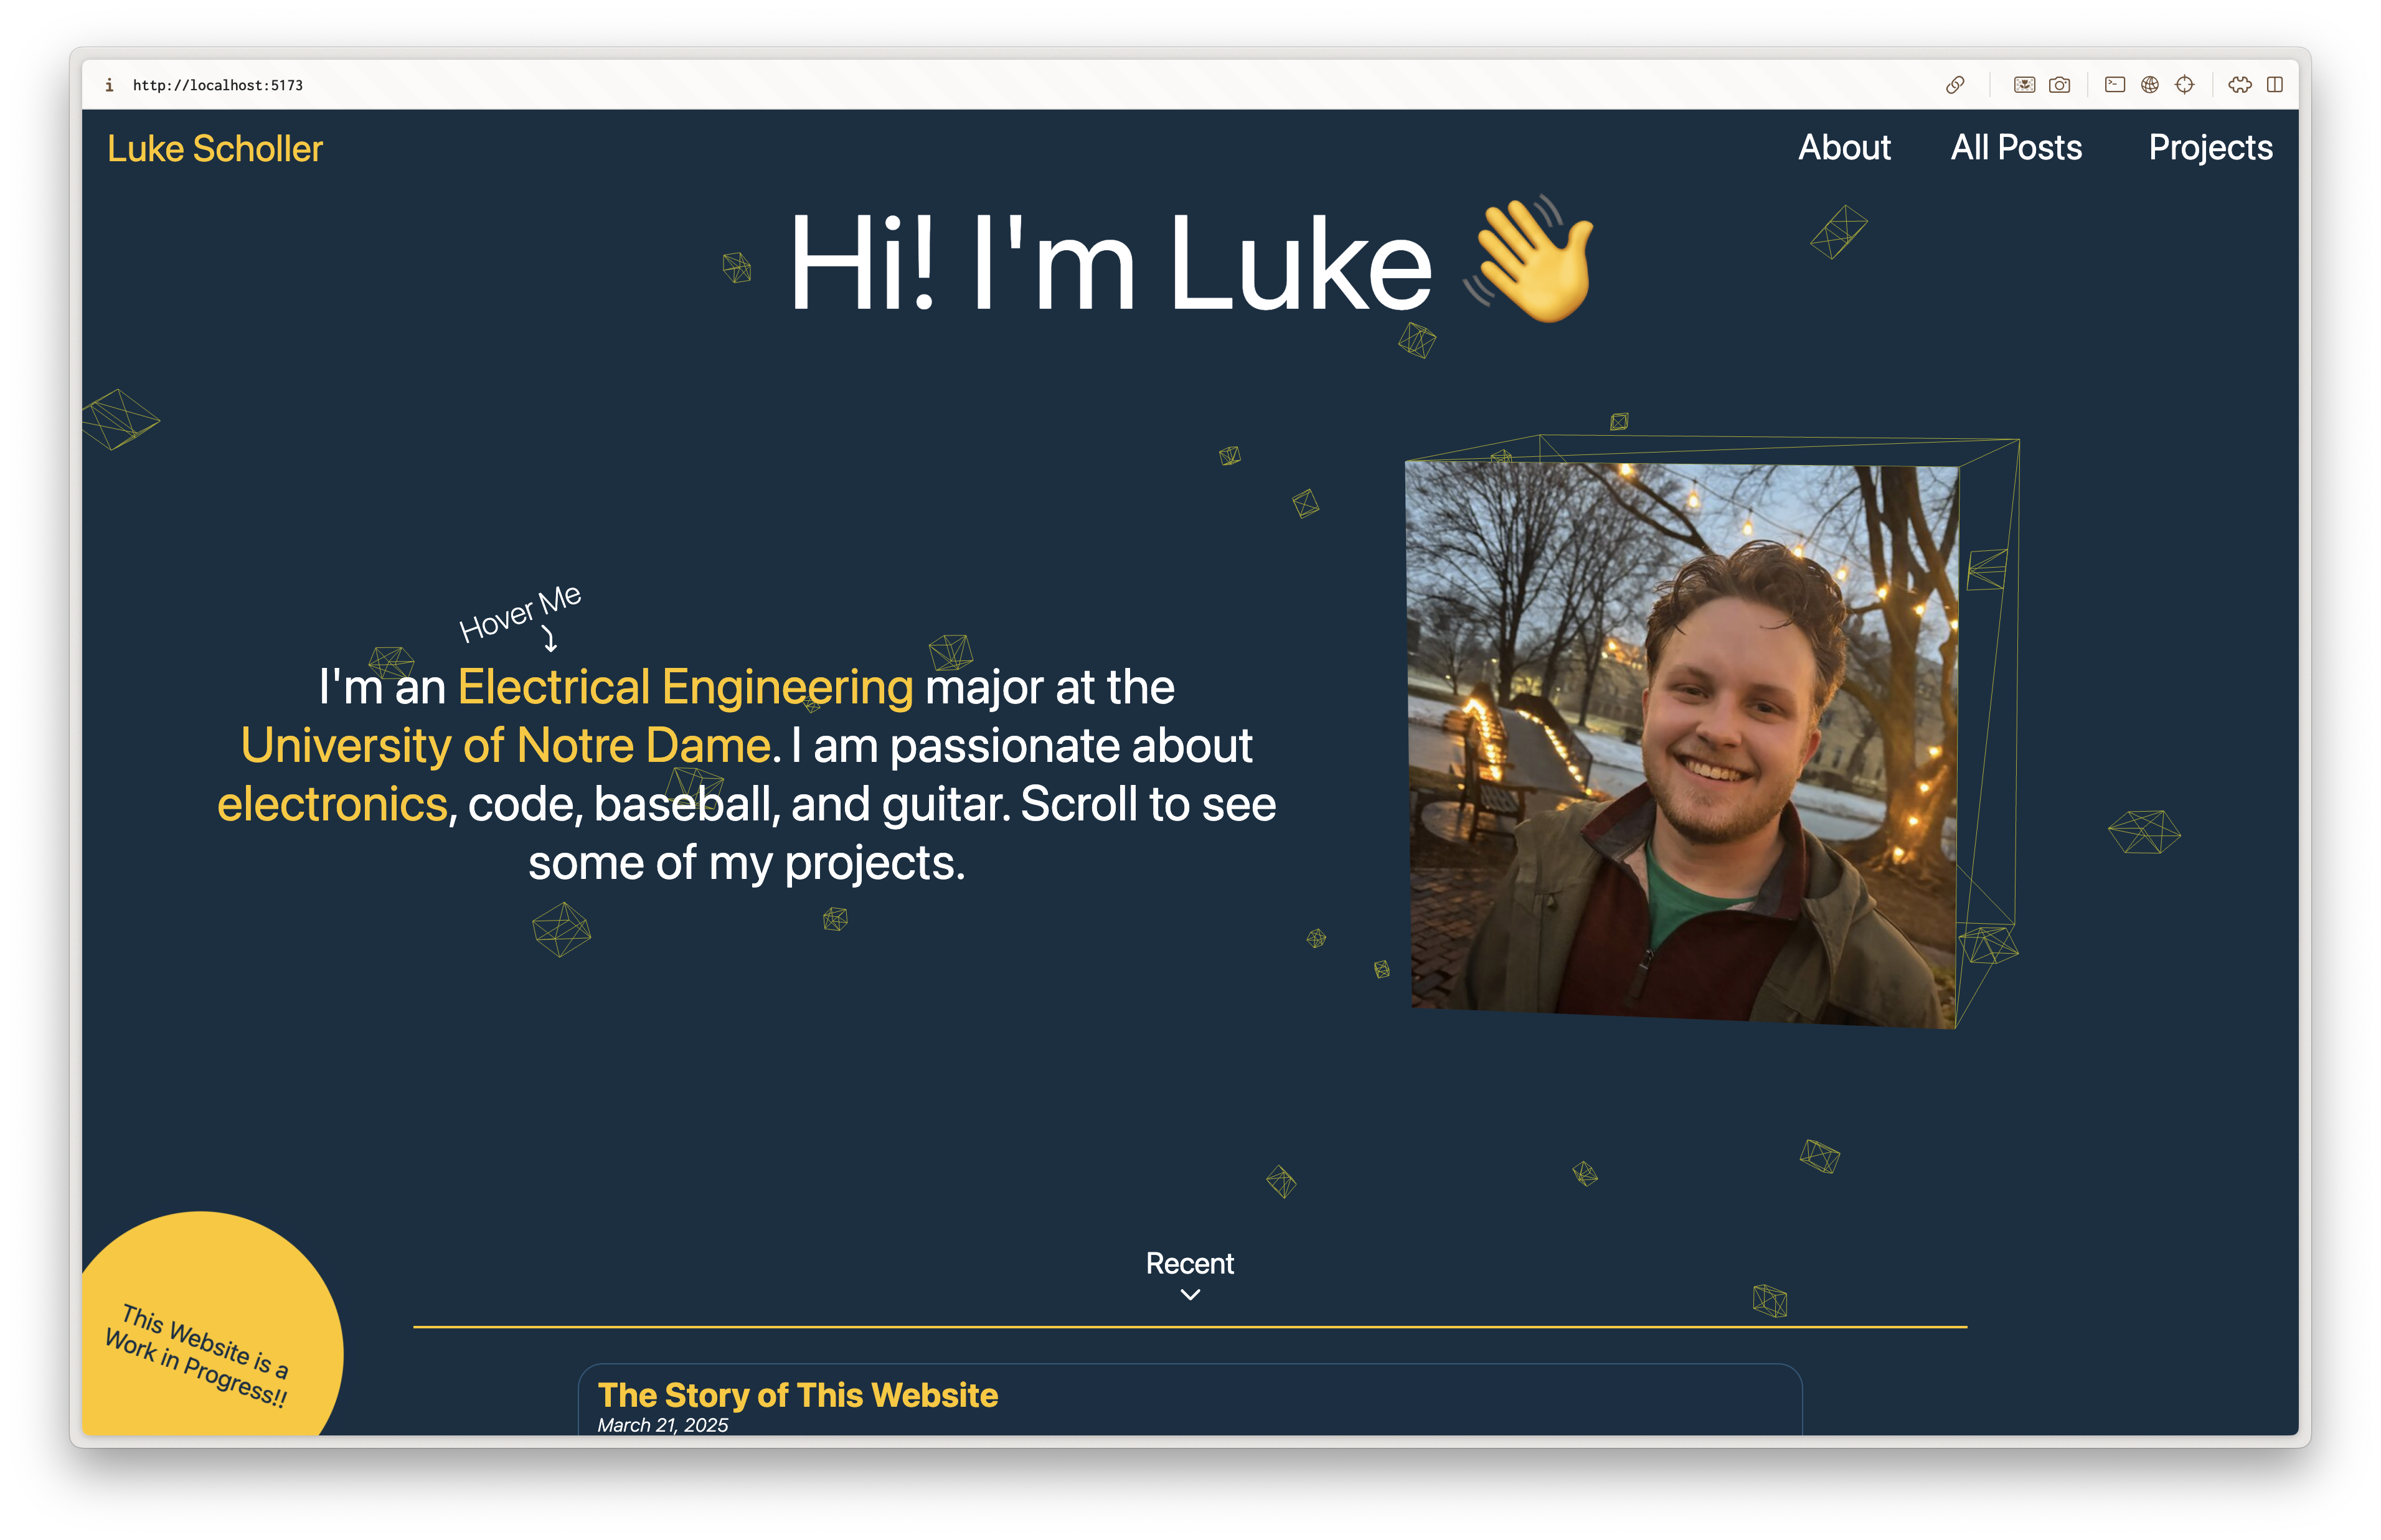 http://localhost:5173
Luke Scholler
About
All Posts
Projects
Hi! I'm Luke 👋
Hover Me
I'm an Electrical Engineering major at the
University of Notre Dame. I am passionate about
electronics, code, baseball, and guitar. Scroll to see
some of my projects.
Recent
This Website is a
Work in Progress!!
The Story of This Website
March 21, 2025